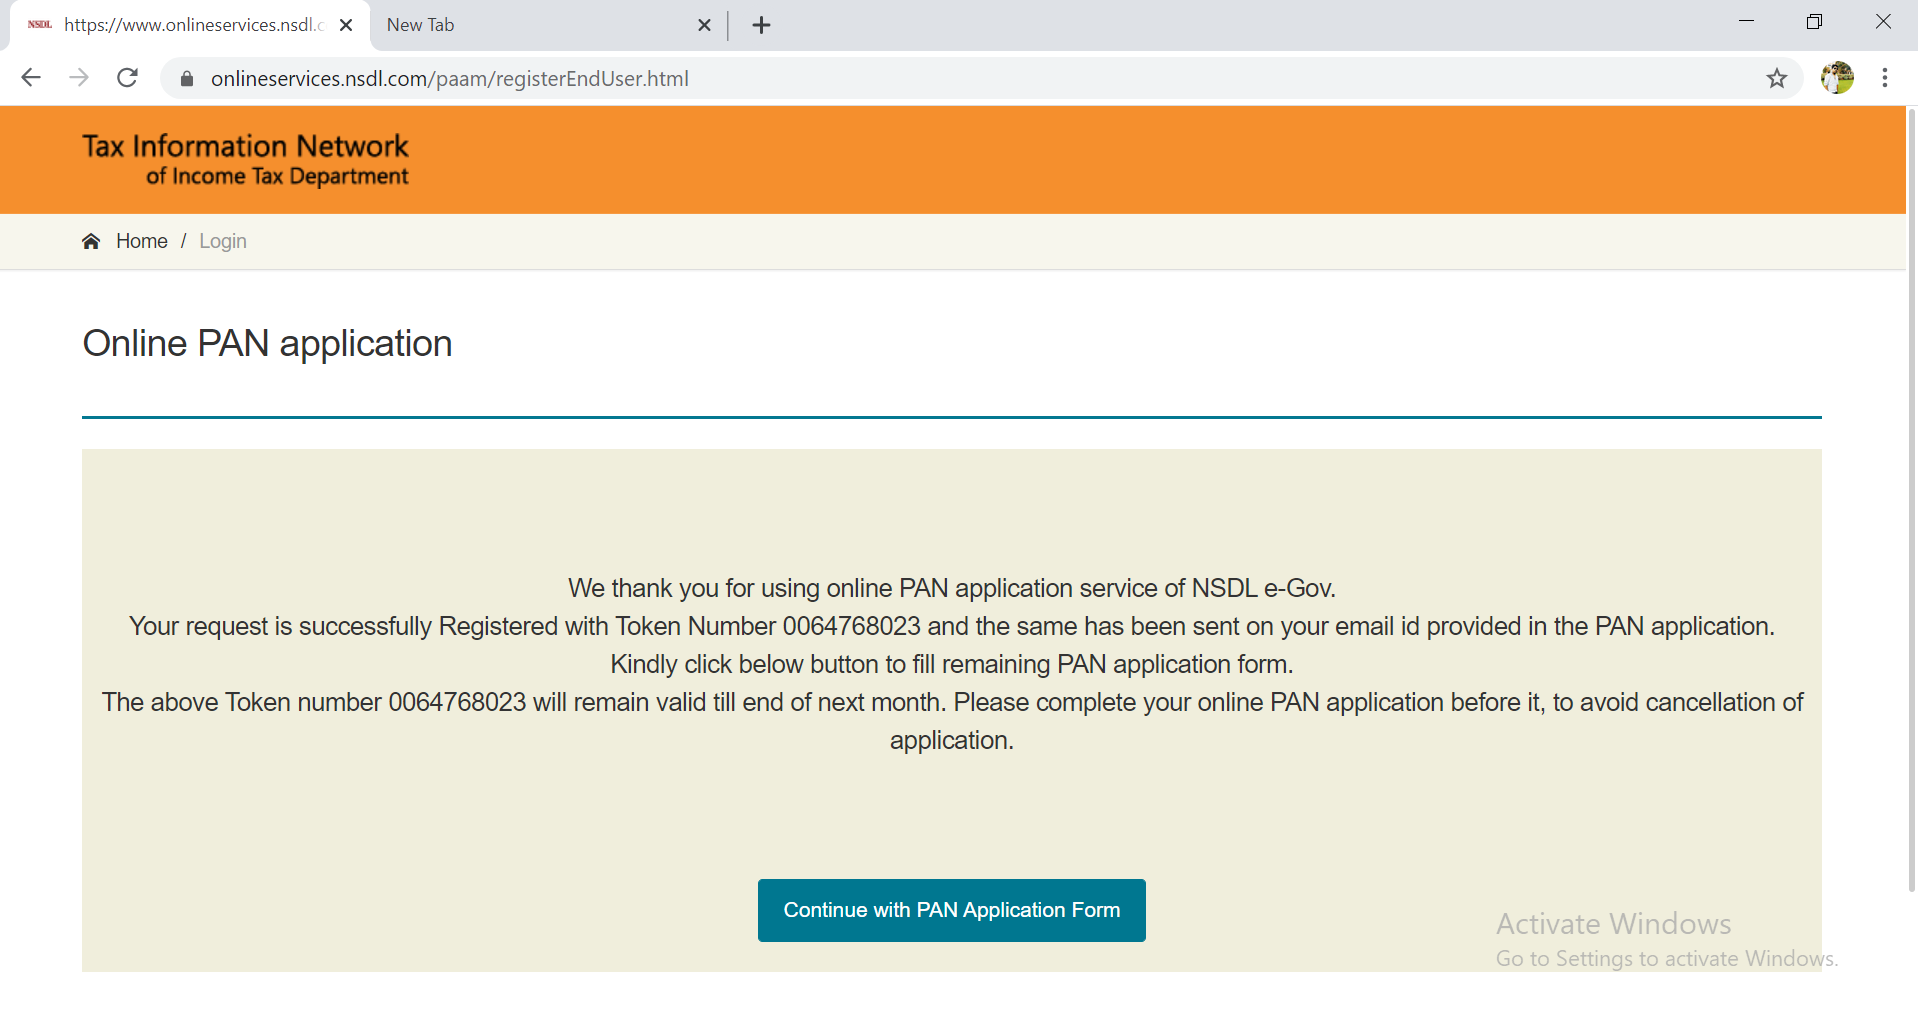 NSDL https://www.onlineservices.nsdl.c New Tab
onlineservices.nsdl.com/paam/registerEndUser.html
Tax Information Network
of Income Tax Department
Home / Login
Online PAN application
We thank you for using online PAN application service of NSDL e-Gov.
Your request is successfully Registered with Token Number 0064768023 and the same has been sent on your email id provided in the PAN application.
Kindly click below button to fill remaining PAN application form.
The above Token number 0064768023 will remain valid till end of next month. Please complete your online PAN application before it, to avoid cancellation of
application.
Continue with PAN Application Form
Activate Windows
Go to Settings to activate Windows.